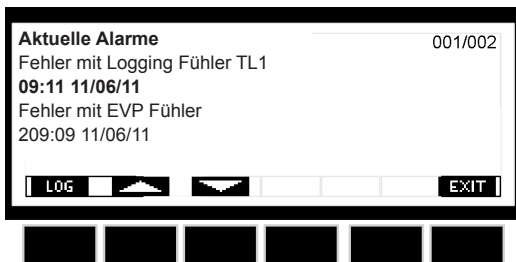 Aktuelle Alarme 001/002
Fehler mit Logging Fühler TL1
09:11 11/06/11
Fehler mit EVP Fühler
209:09 11/06/11
LOG EXIT